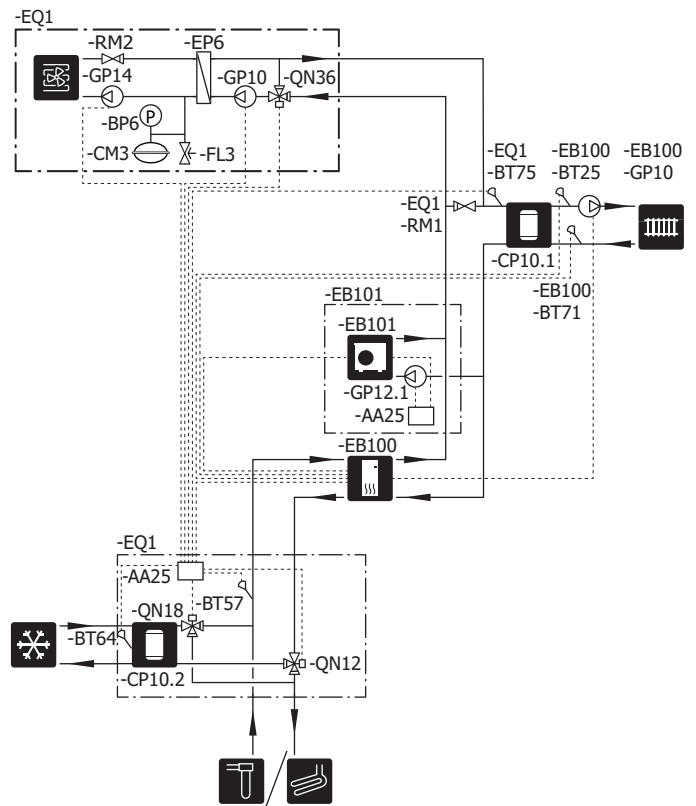 -EQ1
-RM2
-EP6
-GP14
-GP10
-QN36
-BP6
P
-CM3
-FL3
-EQ1
-BT75
-EB100
-BT25
-EB100
-GP10
-EQ1
-RM1
-CP10.1
-EB100
-BT71
-EB101
-EB101
-GP12.1
-AA25
-EB100
-EQ1
-AA25
-BT57
-QN18
-BT64
-QN12
-CP10.2